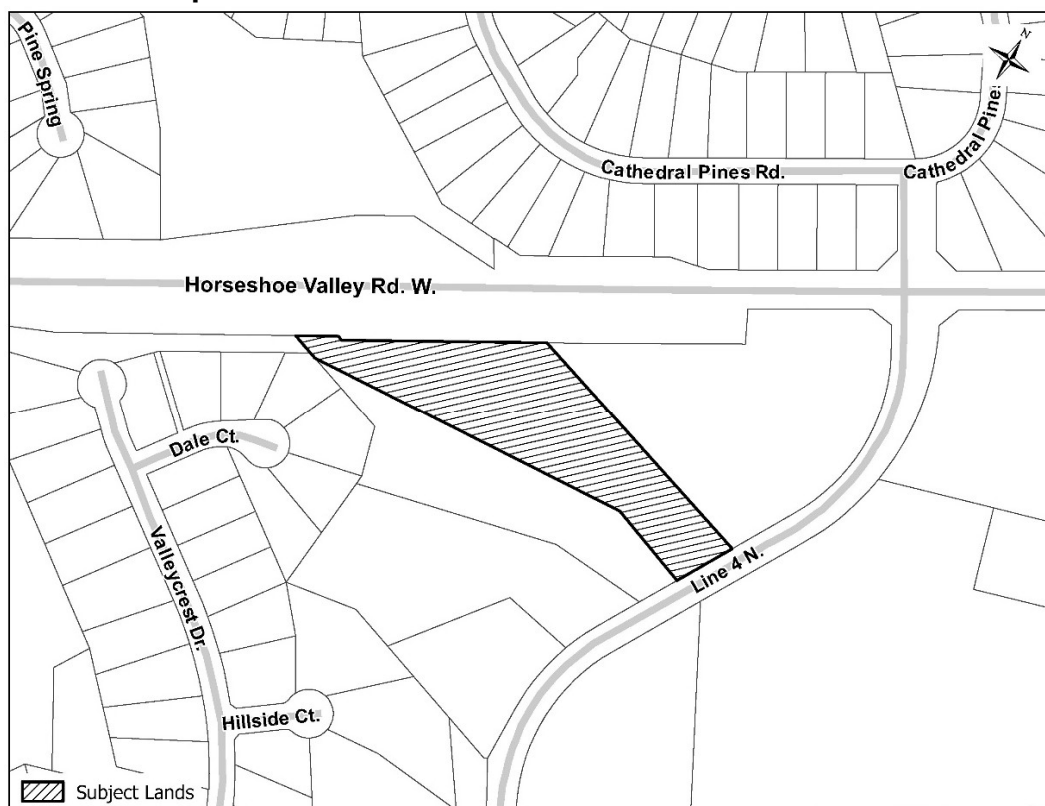 N
Pine Spring
Cathedral Pines Rd.
Cathedral Pine
Horseshoe Valley Rd. W.
Dale Ct.
Valleycrest Dr.
Line 4 N.
Hillside Ct.
Subject Lands